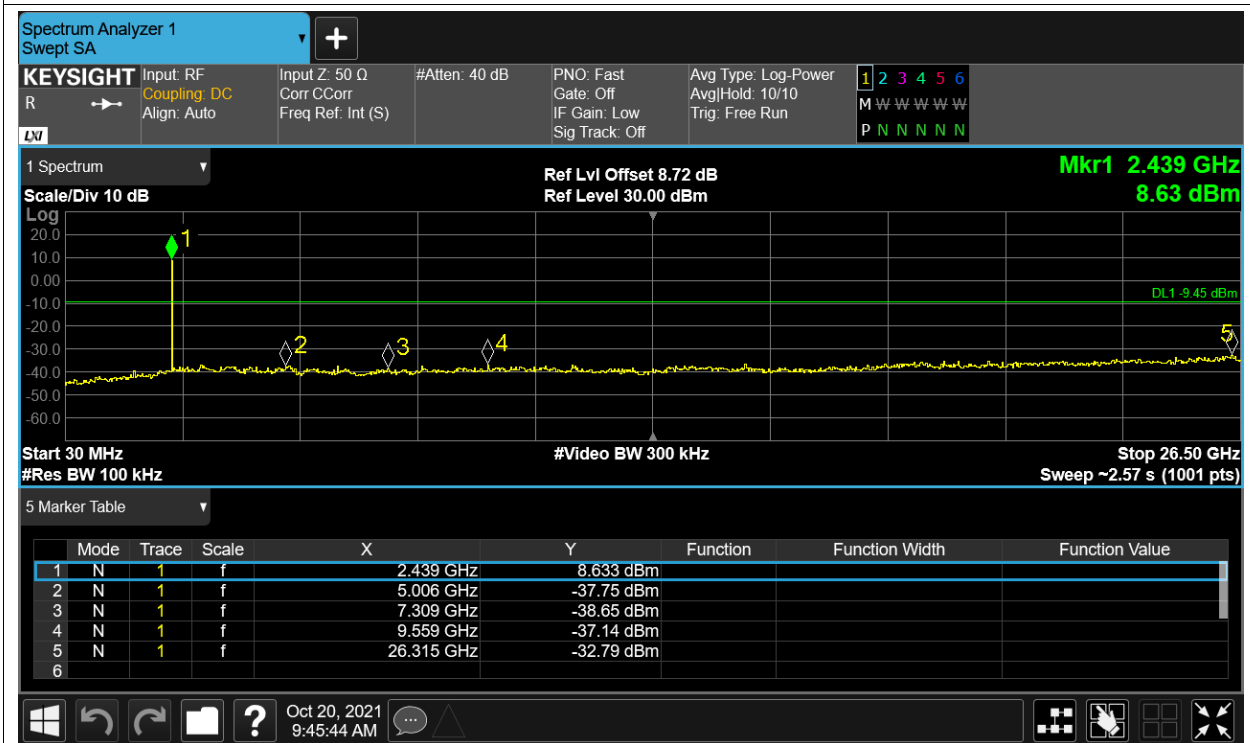 Spectrum Analyzer 1
Swept SA
KEYSIGHT Input: RF Input Z: 50 Ω #Atten: 40 dB PNO: Fast Avg Type: Log-Power 1 2 3 4 5 6
R Coupling: DC Corr CCorr Gate: Off Avg|Hold: 10/10 M W W W W W
Align: Auto Freq Ref: Int (S) IF Gain: Low Trig: Free Run
LXI Sig Track: Off P N N N N N
1 Spectrum Ref Lvl Offset 8.72 dB Mkr1 2.439 GHz
Scale/Div 10 dB Ref Level 30.00 dBm 8.63 dBm
Log
20.0 1
10.0
0.00
-10.0 DL1 -9.45 dBm
-20.0
-30.0 2 3 4 5
-40.0
-50.0
-60.0
Start 30 MHz #Video BW 300 kHz Stop 26.50 GHz
#Res BW 100 kHz Sweep ~2.57 s (1001 pts)
5 Marker Table
Mode Trace Scale X Y Function Function Width Function Value
1 N 1 f 2.439 GHz 8.633 dBm
2 N 1 f 5.006 GHz -37.75 dBm
3 N 1 f 7.309 GHz -38.65 dBm
4 N 1 f 9.559 GHz -37.14 dBm
5 N 1 f 26.315 GHz -32.79 dBm
6
? Oct 20, 2021
9:45:44 AM